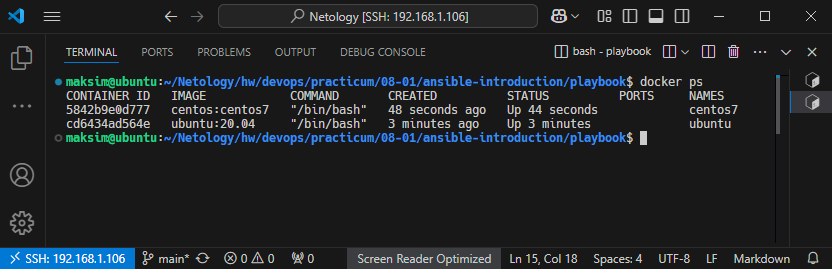 Netology [SSH: 192.168.1.106]
TERMINAL PORTS PROBLEMS OUTPUT DEBUG CONSOLE bash - playbook
maksim@ubuntu:~/Netology/hw/devops/practicum/08-01/ansible-introduction/playbook$ docker ps
CONTAINER ID IMAGE COMMAND CREATED STATUS PORTS NAMES
5842b9e0d777 centos:centos7 "/bin/bash" 48 seconds ago Up 44 seconds centos7
cd6434ad564e ubuntu:20.04 "/bin/bash" 3 minutes ago Up 3 minutes ubuntu
maksim@ubuntu:~/Netology/hw/devops/practicum/08-01/ansible-introduction/playbook$
SSH: 192.168.1.106 main* 0 0 0 Screen Reader Optimized Ln 15, Col 18 Spaces: 4 UTF-8 LF Markdown